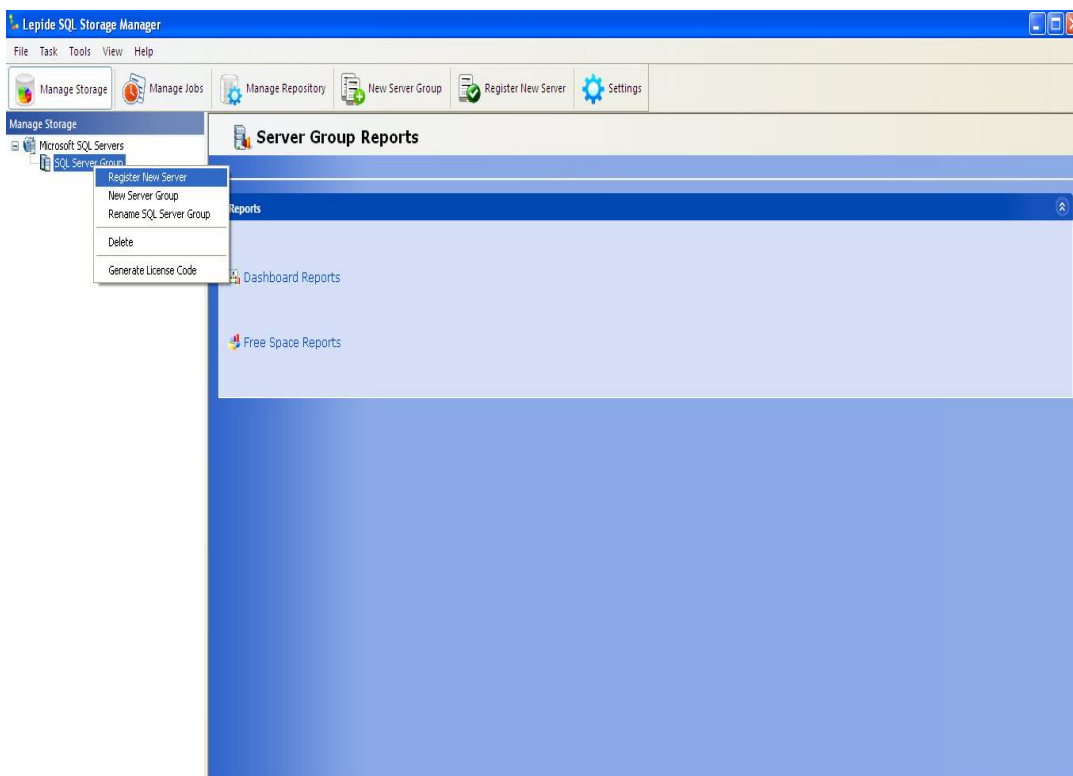 Lepide SQL Storage Manager
File Task Tools View Help
Manage Storage Manage Jobs Manage Repository New Server Group Register New Server Settings
Manage Storage
Microsoft SQL Servers
SQL Server Group
Register New Server
New Server Group
Rename SQL Server Group
Delete
Generate License Code
Server Group Reports
Reports
Dashboard Reports
Free Space Reports